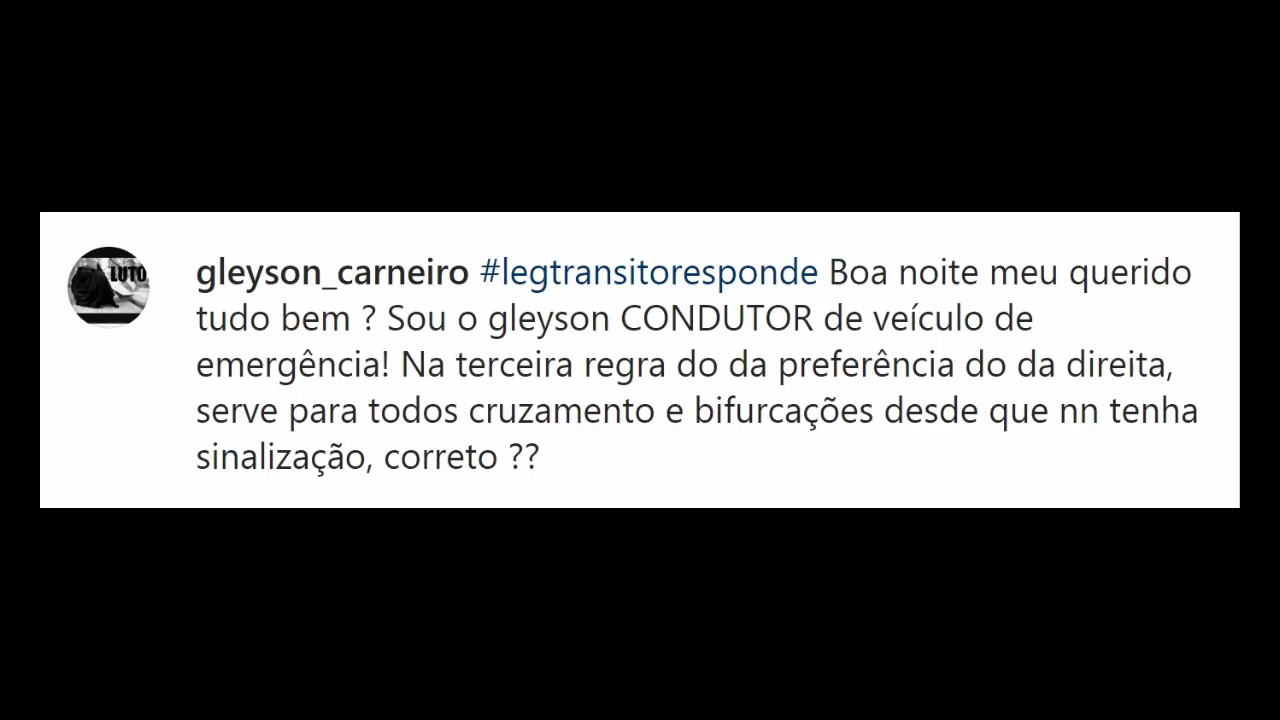 LUTO
gleyson_carneiro #legtransitoresponde Boa noite meu querido
tudo bem ? Sou o gleyson CONDUTOR de veículo de
emergência! Na terceira regra do da preferência do da direita,
serve para todos cruzamento e bifurcações desde que nn tenha
sinalização, correto ??